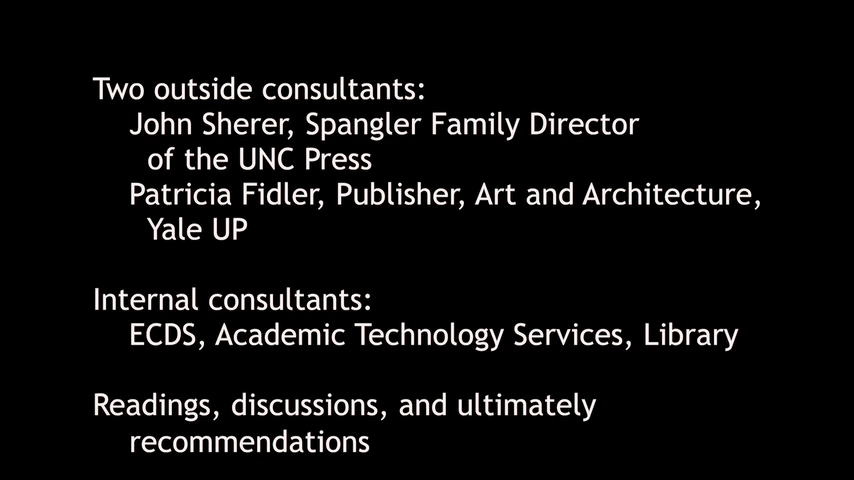 Two outside consultants:
John Sherer, Spangler Family Director
of the UNC Press
Patricia Fidler, Publisher, Art and Architecture,
Yale UP
Internal consultants:
ECDS, Academic Technology Services, Library
Readings, discussions, and ultimately
recommendations